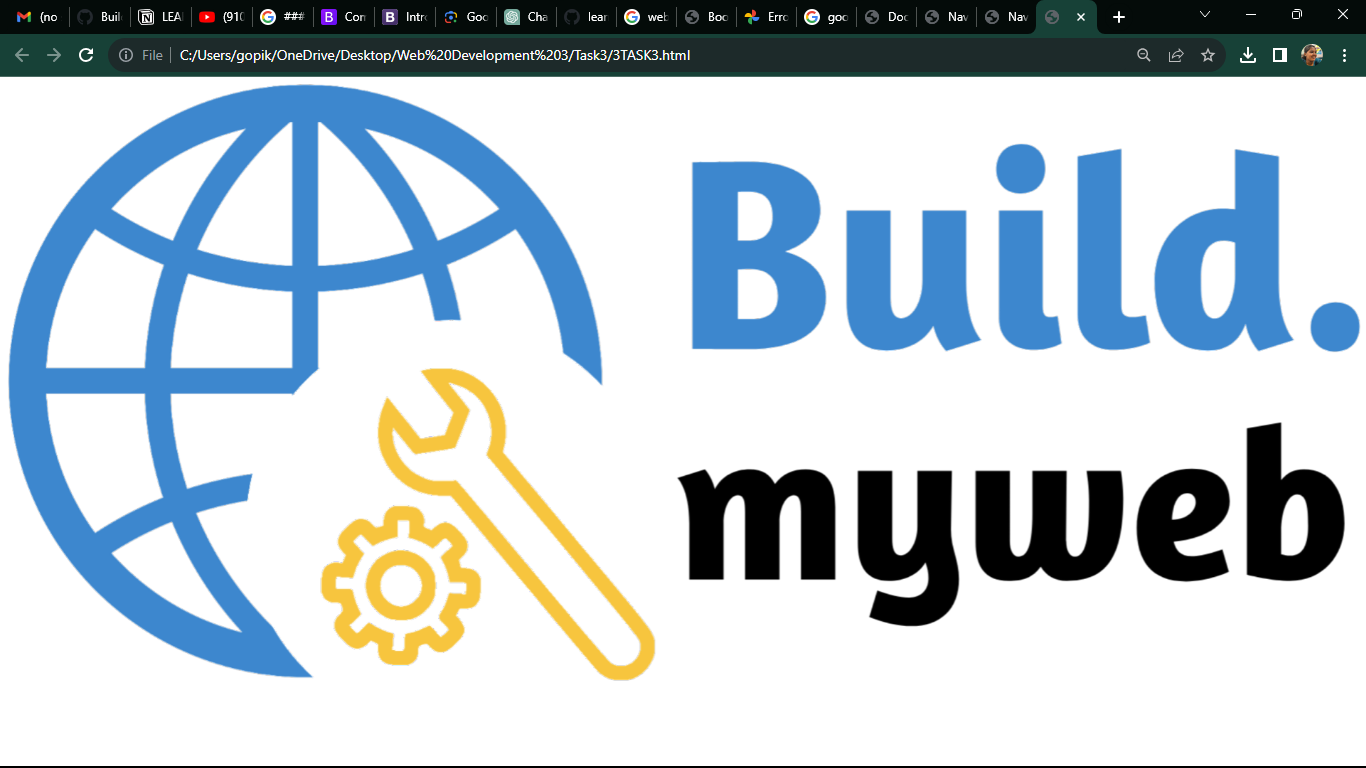 (no
Buil
LEA
(910
###
Con
Intro
Goo
Cha
lear
web
Boo
Erro
goo
Doc
Nav
Nav
File
C:/Users/gopik/OneDrive/Desktop/Web%20Development%203/Task3/3TASK3.html
Build.
myweb